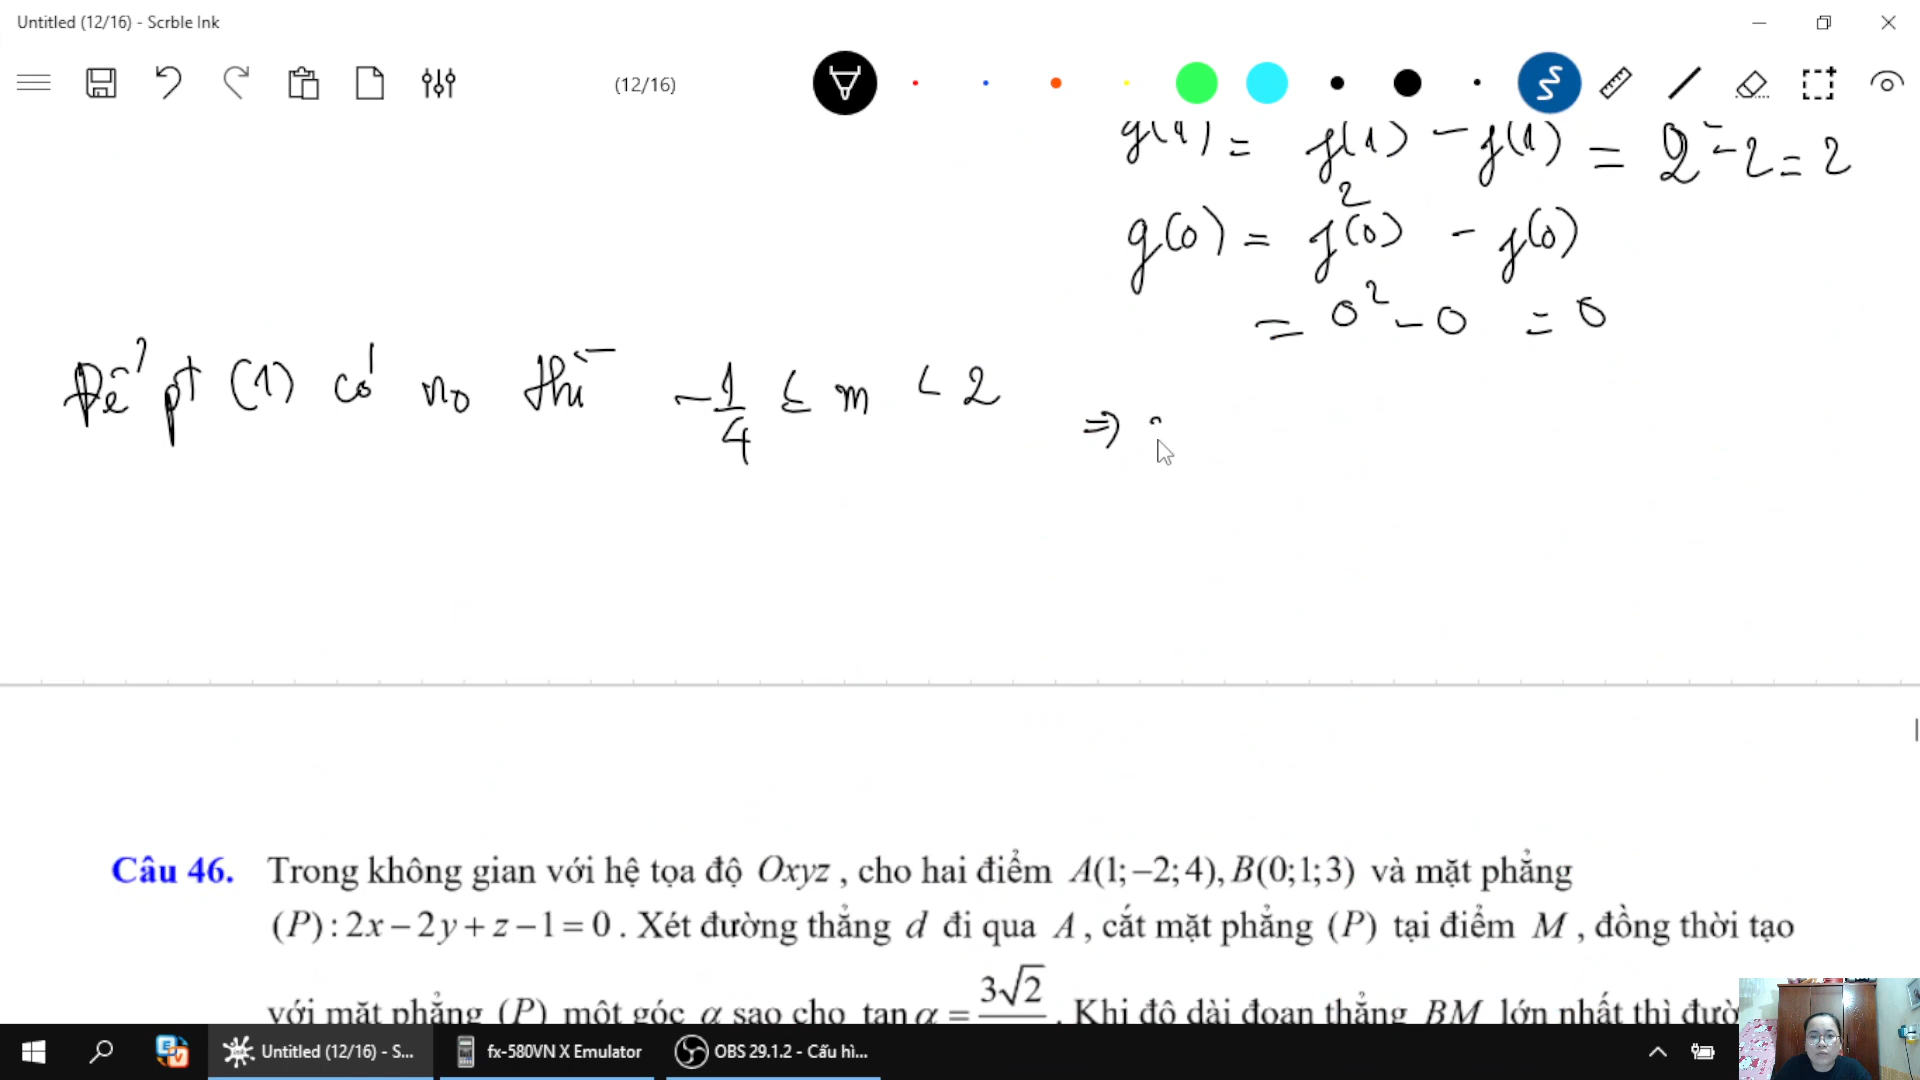 Untitled (12/16) - Scrble Ink
(12/16)
g(1) = f²(1) - f(1) = 2² - 2 = 2
g(0) = f²(0) - f(0)
= 0² - 0 = 0
Để pt (1) có no thì -1/4 ≤ m < 2 ⇒
Câu 46. Trong không gian với hệ tọa độ Oxyz, cho hai điểm A(1;−2;4), B(0;1;3) và mặt phẳng
(P): 2x − 2y + z − 1 = 0. Xét đường thẳng d đi qua A, cắt mặt phẳng (P) tại điểm M, đồng thời tạo
với mặt phẳng (P) một góc α sao cho tan α = 3√2. Khi độ dài đoạn thẳng BM lớn nhất thì đườ
Untitled (12/16) - S...
fx-580VN X Emulator
OBS 29.1.2 - Cấu hì...